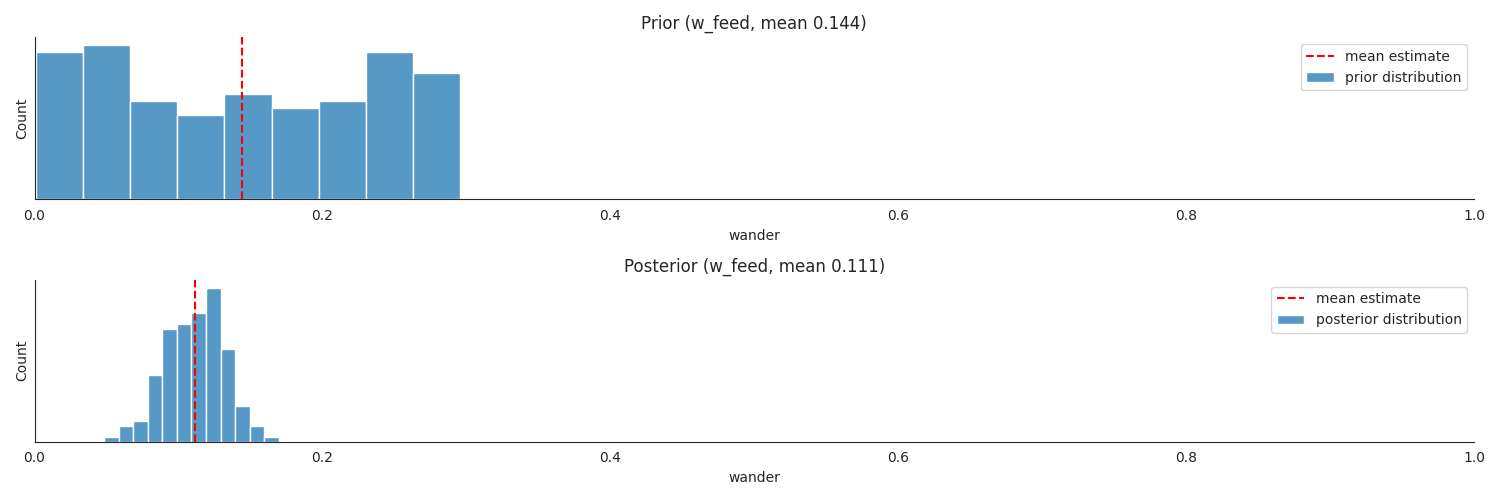 Prior (w_feed, mean 0.144)
Count
mean estimate
prior distribution
0.0 0.2 0.4 0.6 0.8 1.0
wander
Posterior (w_feed, mean 0.111)
Count
mean estimate
posterior distribution
0.0 0.2 0.4 0.6 0.8 1.0
wander